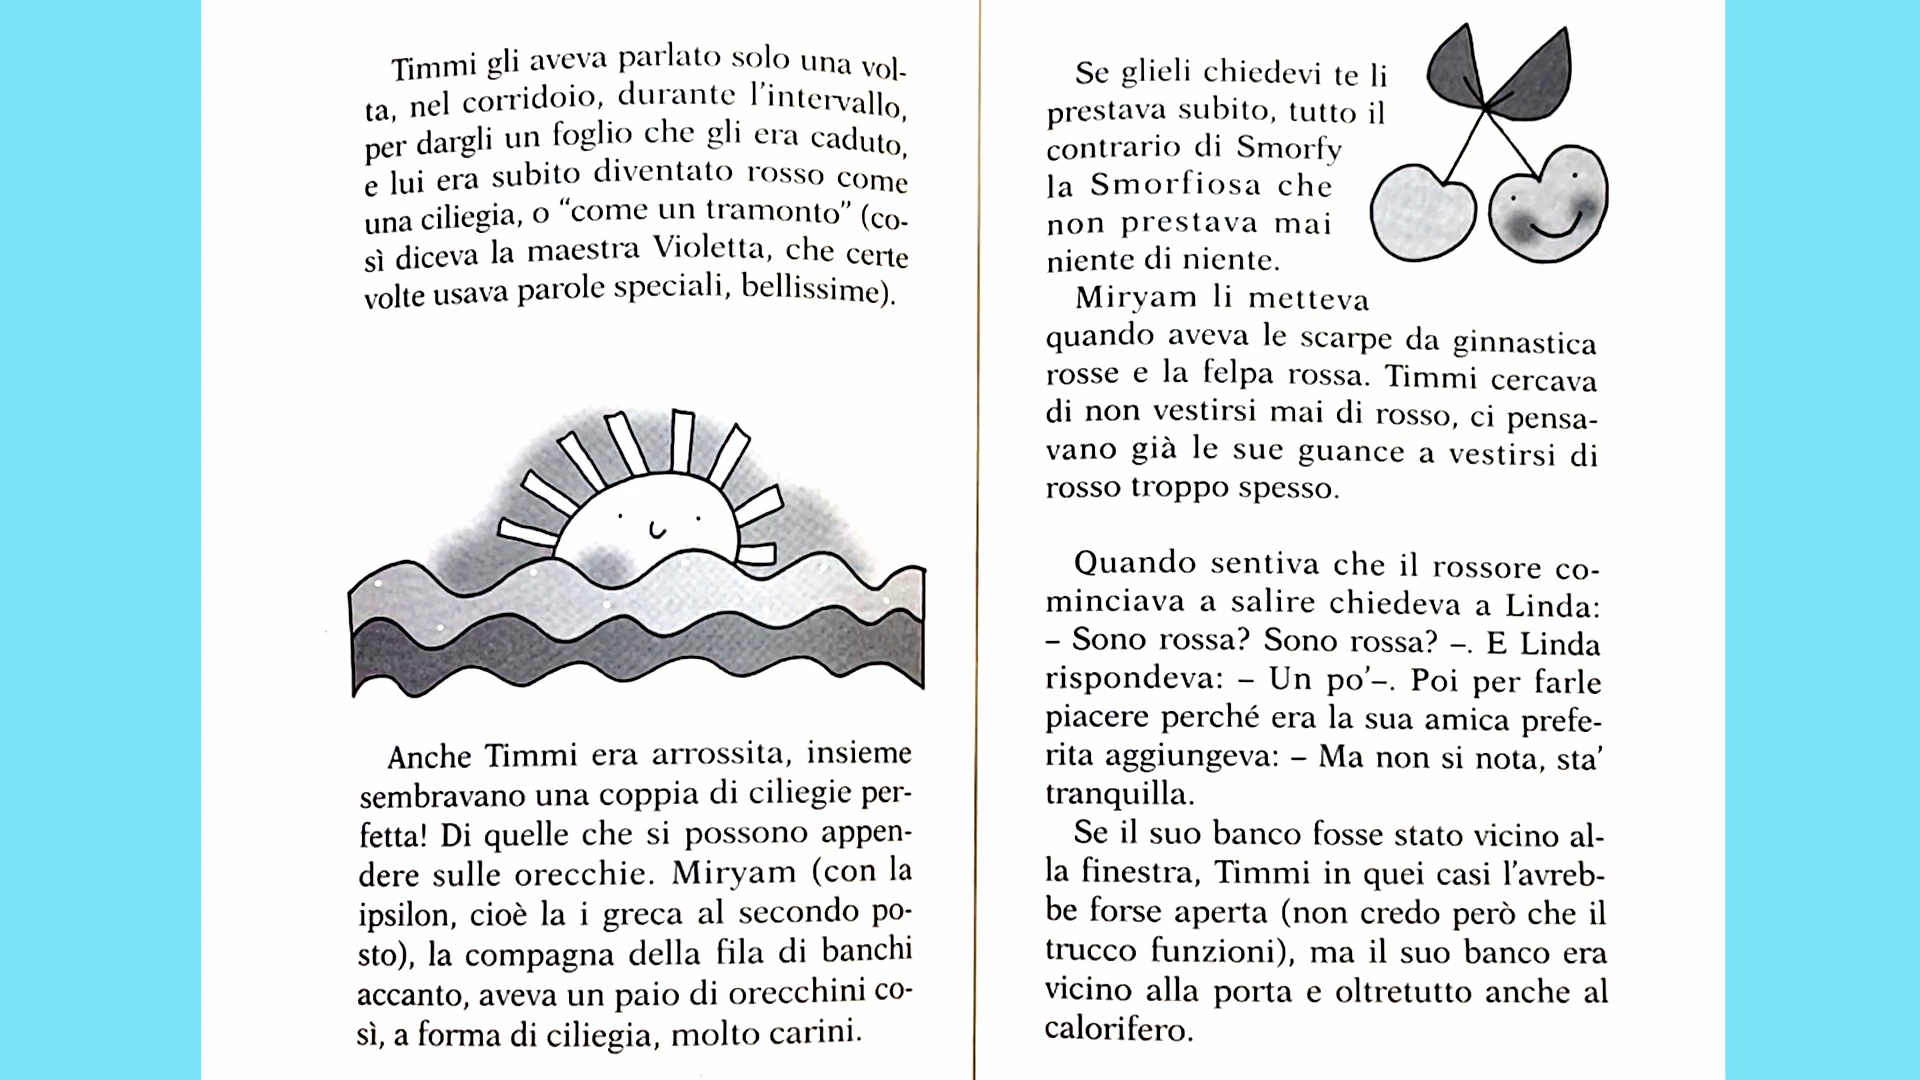 Timmi gli aveva parlato solo una vol-
ta, nel corridoio, durante l'intervallo,
per dargli un foglio che gli era caduto,
e lui era subito diventato rosso come
una ciliegia, o “come un tramonto” (co-
sì diceva la maestra Violetta, che certe
volte usava parole speciali, bellissime).
Anche Timmi era arrossita, insieme
sembravano una coppia di ciliegie per-
fetta! Di quelle che si possono appen-
dere sulle orecchie. Miryam (con la
ipsilon, cioè la i greca al secondo po-
sto), la compagna della fila di banchi
accanto, aveva un paio di orecchini co-
sì, a forma di ciliegia, molto carini.
Se glieli chiedevi te li
prestava subito, tutto il
contrario di Smorfy
la Smorfiosa che
non prestava mai
niente di niente.
Miryam li metteva
quando aveva le scarpe da ginnastica
rosse e la felpa rossa. Timmi cercava
di non vestirsi mai di rosso, ci pensa-
vano già le sue guance a vestirsi di
rosso troppo spesso.
Quando sentiva che il rossore co-
minciava a salire chiedeva a Linda:
– Sono rossa? Sono rossa? –. E Linda
rispondeva: – Un po'–. Poi per farle
piacere perché era la sua amica prefe-
rita aggiungeva: – Ma non si nota, sta'
tranquilla.
Se il suo banco fosse stato vicino al-
la finestra, Timmi in quei casi l'avreb-
be forse aperta (non credo però che il
trucco funzioni), ma il suo banco era
vicino alla porta e oltretutto anche al
calorifero.